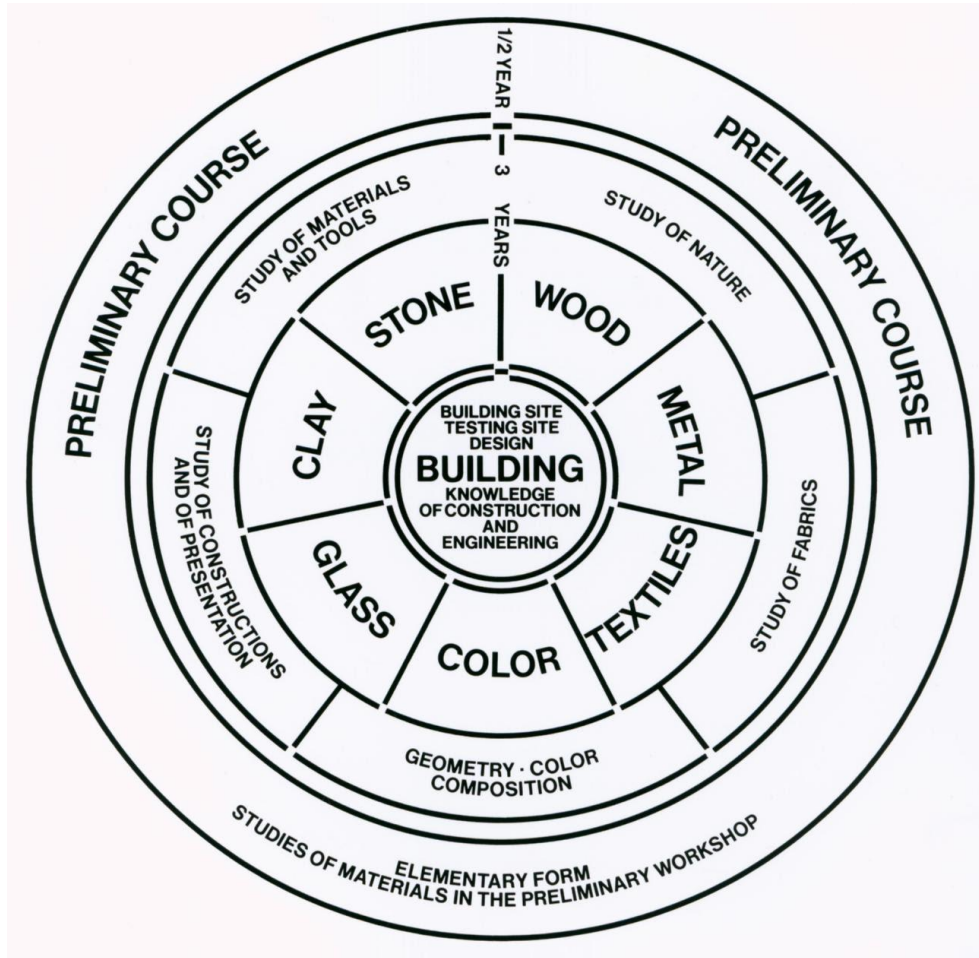 1/2 YEAR
PRELIMINARY COURSE
PRELIMINARY COURSE
3 YEARS
STUDY OF MATERIALS
AND TOOLS
STUDY OF NATURE
STONE
WOOD
CLAY
METAL
BUILDING SITE
TESTING SITE
DESIGN
BUILDING
KNOWLEDGE
OF CONSTRUCTION
AND
ENGINEERING
STUDY OF CONSTRUCTIONS
AND OF PRESENTATION
STUDY OF FABRICS
GLASS
TEXTILES
COLOR
GEOMETRY · COLOR
COMPOSITION
ELEMENTARY FORM
STUDIES OF MATERIALS IN THE PRELIMINARY WORKSHOP